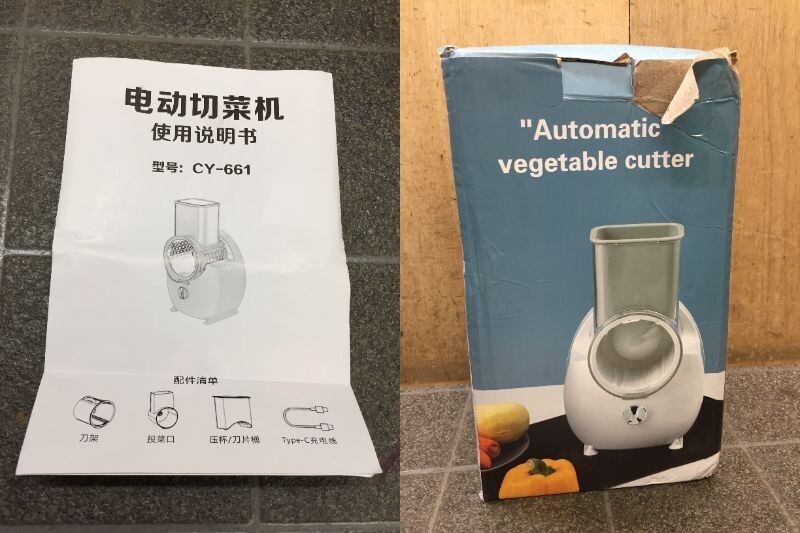 电动切菜机
使用说明书
型号：CY-661
配件清单
刀架
投菜口
压杯/刀片桶
Type-C充电线
"Automatic
vegetable cutter